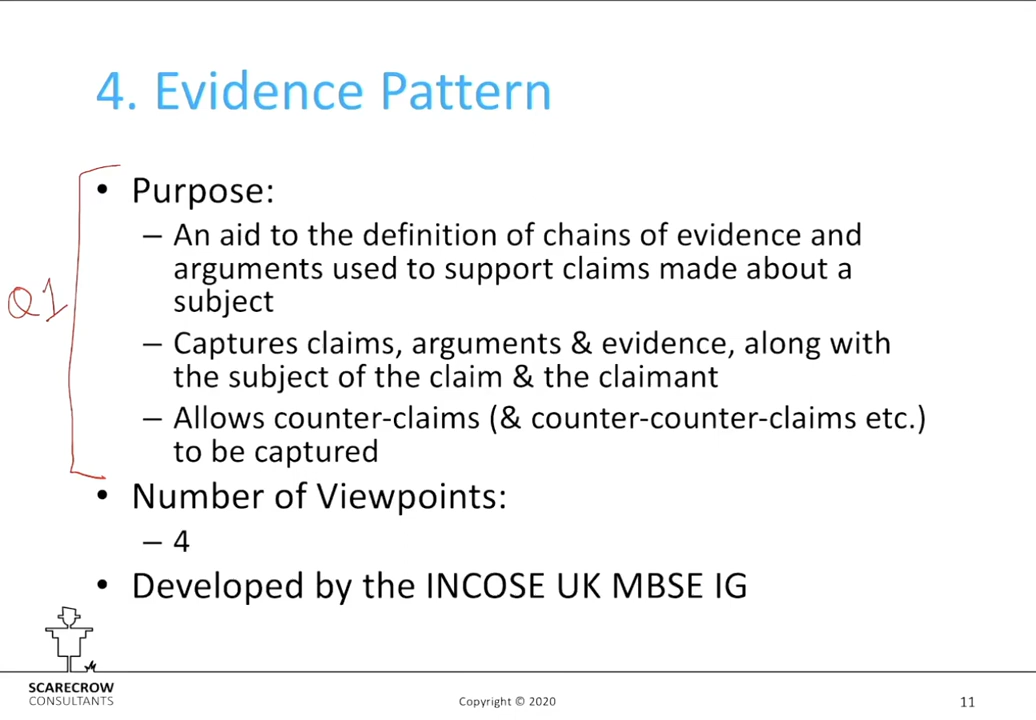 4. Evidence Pattern
• Purpose:
– An aid to the definition of chains of evidence and
arguments used to support claims made about a
subject
– Captures claims, arguments & evidence, along with
the subject of the claim & the claimant
– Allows counter-claims (& counter-counter-claims etc.)
to be captured
Q1
• Number of Viewpoints:
– 4
• Developed by the INCOSE UK MBSE IG
SCARECROW
CONSULTANTS
Copyright © 2020
11